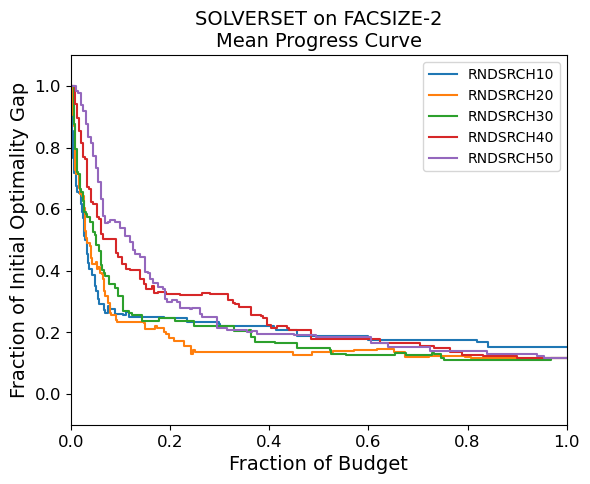 SOLVERSET on FACSIZE-2
Mean Progress Curve
Fraction of Initial Optimality Gap
1.0
0.8
0.6
0.4
0.2
0.0
RNDSRCH10
RNDSRCH20
RNDSRCH30
RNDSRCH40
RNDSRCH50
0.0 0.2 0.4 0.6 0.8 1.0
Fraction of Budget